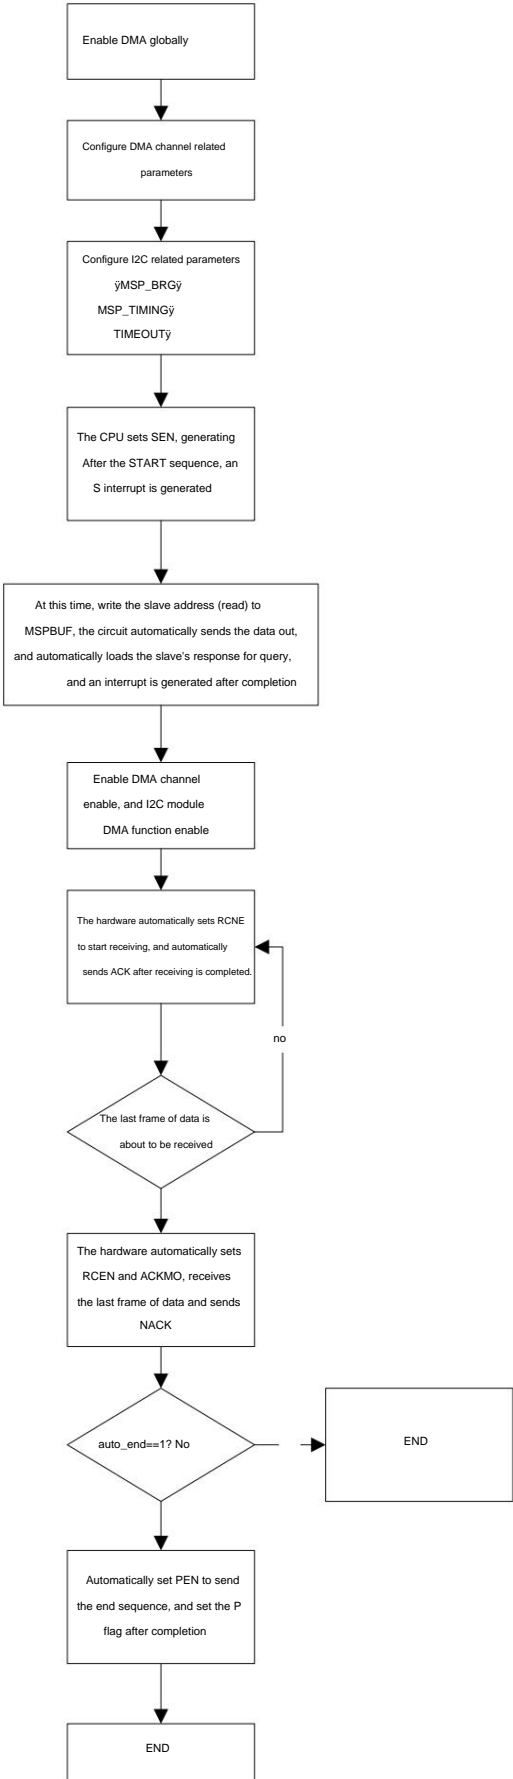 Enable DMA globally
Configure DMA channel related
parameters
Configure I2C related parameters
ÿMSP_BRGÿ
MSP_TIMINGÿ
TIMEOUTÿ
The CPU sets SEN, generating
After the START sequence, an
S interrupt is generated
At this time, write the slave address (read) to
MSPBUF, the circuit automatically sends the data out,
and automatically loads the slave's response for query,
and an interrupt is generated after completion
Enable DMA channel
enable, and I2C module
DMA function enable
The hardware automatically sets RCNE
to start receiving, and automatically
sends ACK after receiving is completed.
no
The last frame of data is
about to be received
The hardware automatically sets
RCEN and ACKMO, receives
the last frame of data and sends
NACK
auto_end==1? No
END
Automatically set PEN to send
the end sequence, and set the P
flag after completion
END